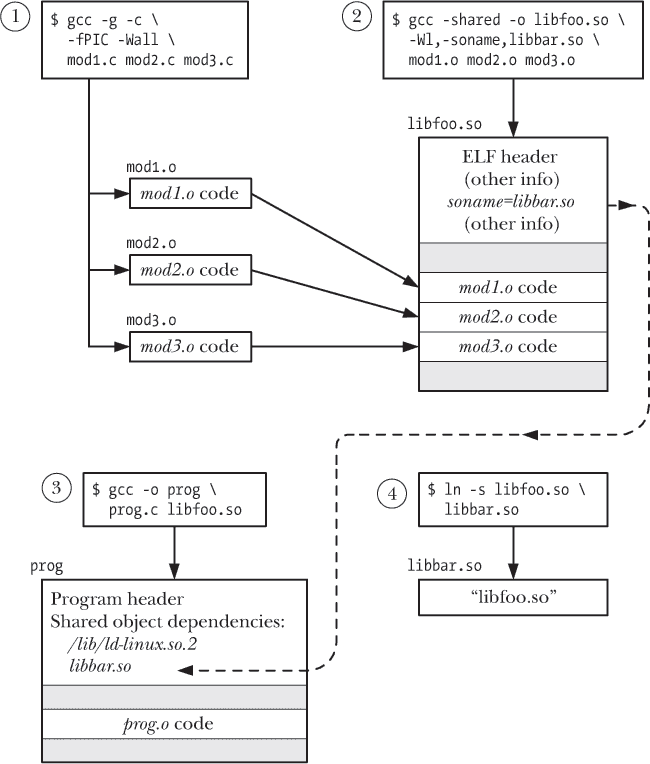 1
$ gcc -g -c \
-fPIC -Wall \
mod1.c mod2.c mod3.c
2
$ gcc -shared -o libfoo.so \
-Wl,-soname,libbar.so \
mod1.o mod2.o mod3.o
libfoo.so
ELF header
(other info)
soname=libbar.so
(other info)
mod1.o code
mod2.o code
mod3.o code
mod1.o
mod1.o code
mod2.o
mod2.o code
mod3.o
mod3.o code
3
$ gcc -o prog \
prog.c libfoo.so
prog
Program header
Shared object dependencies:
/lib/ld-linux.so.2
libbar.so
prog.o code
4
$ ln -s libfoo.so \
libbar.so
libbar.so
“libfoo.so”